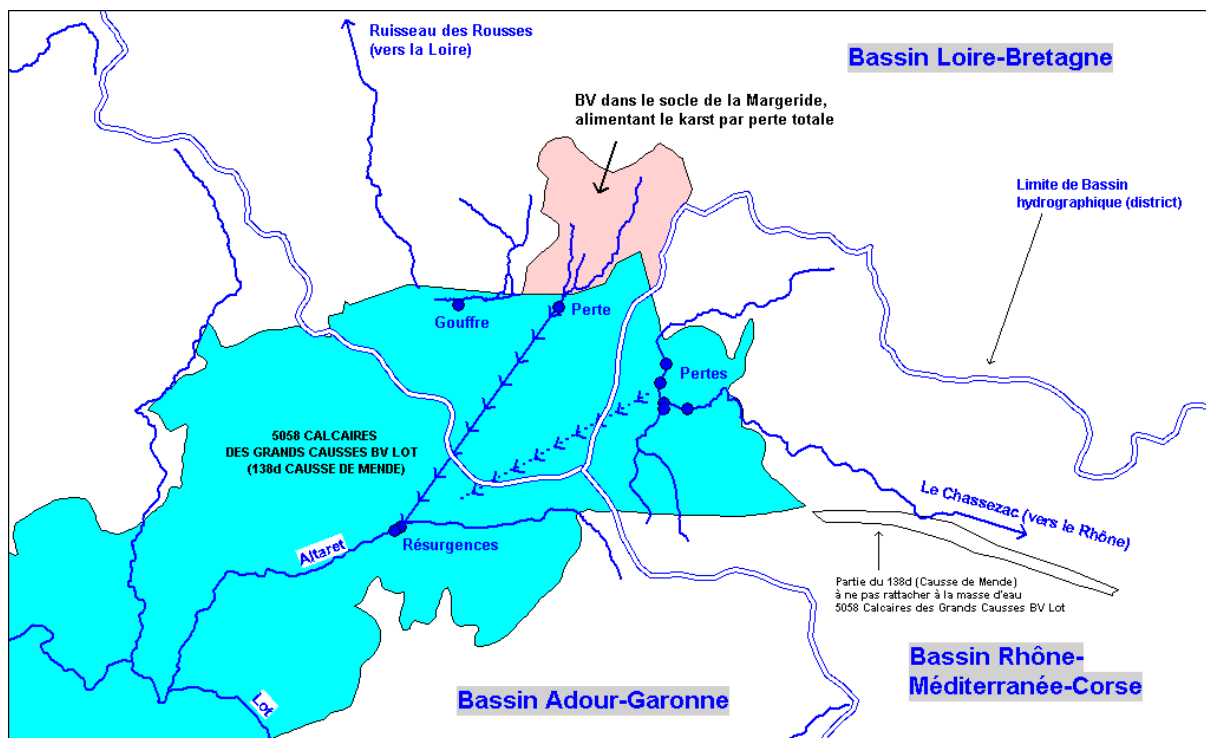 Ruisseau des Rousses
(vers la Loire)
Bassin Loire-Bretagne
BV dans le socle de la Margeride,
alimentant le karst par perte totale
Limite de Bassin
hydrographique (district)
Gouffre
Perte
Pertes
5058 CALCAIRES
DES GRANDS CAUSSES BV LOT
(138d CAUSSE DE MENDE)
Le Chassezac (vers le Rhône)
Altaret
Résurgences
Partie du 138d (Causse de Mende)
à ne pas rattacher à la masse d'eau
5058 Calcaires des Grands Causses BV Lot
Lot
Bassin Adour-Garonne
Bassin Rhône-
Méditerranée-Corse